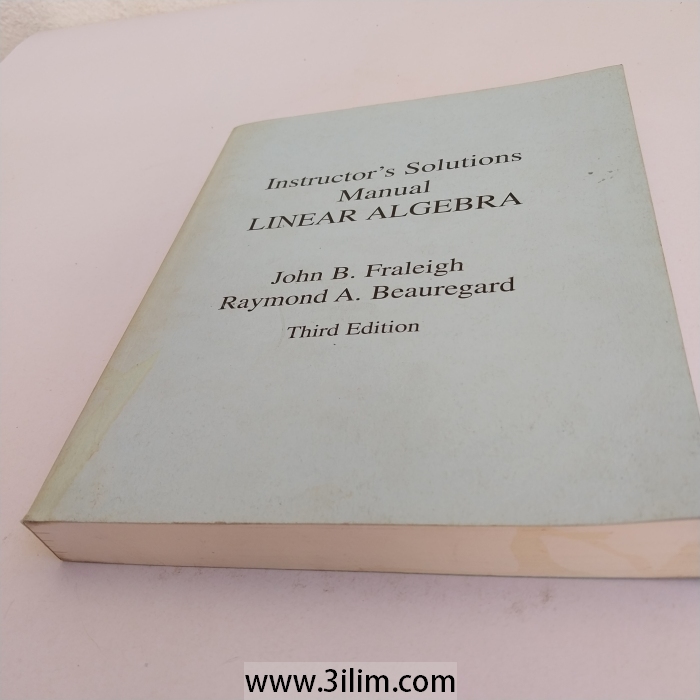 Instructor's Solutions
Manual
LINEAR ALGEBRA
John B. Fraleigh
Raymond A. Beauregard
Third Edition
www.3ilim.com